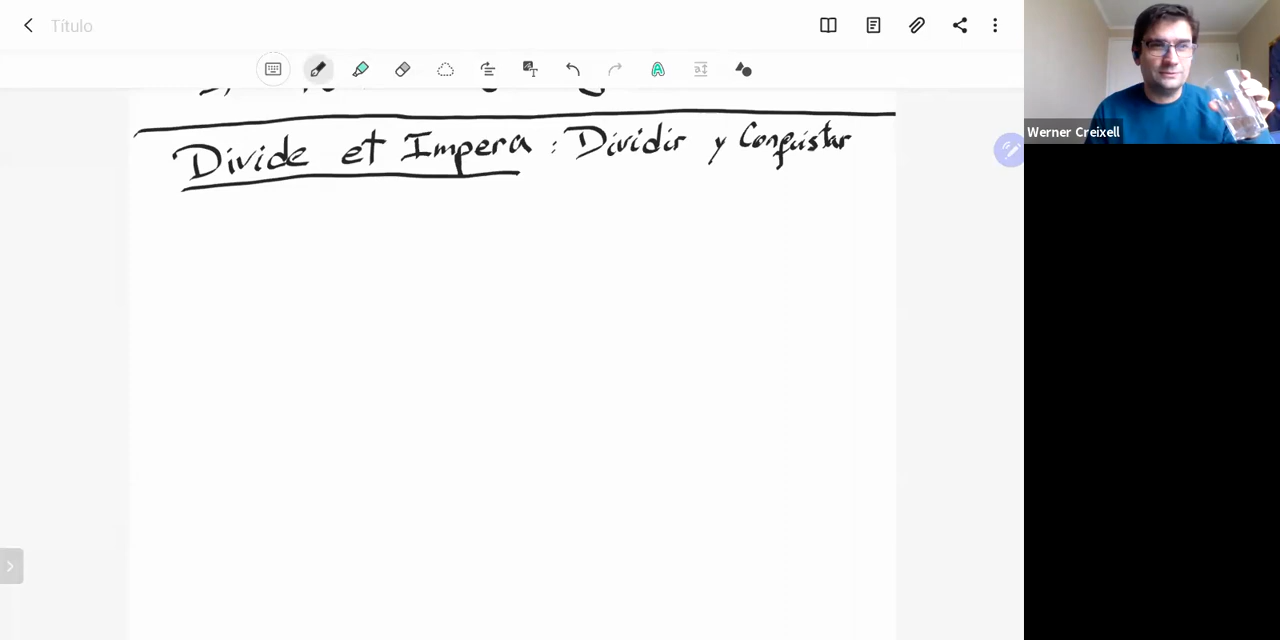 Título
Divide et Impera : Dividir y Conquistar
Werner Creixell